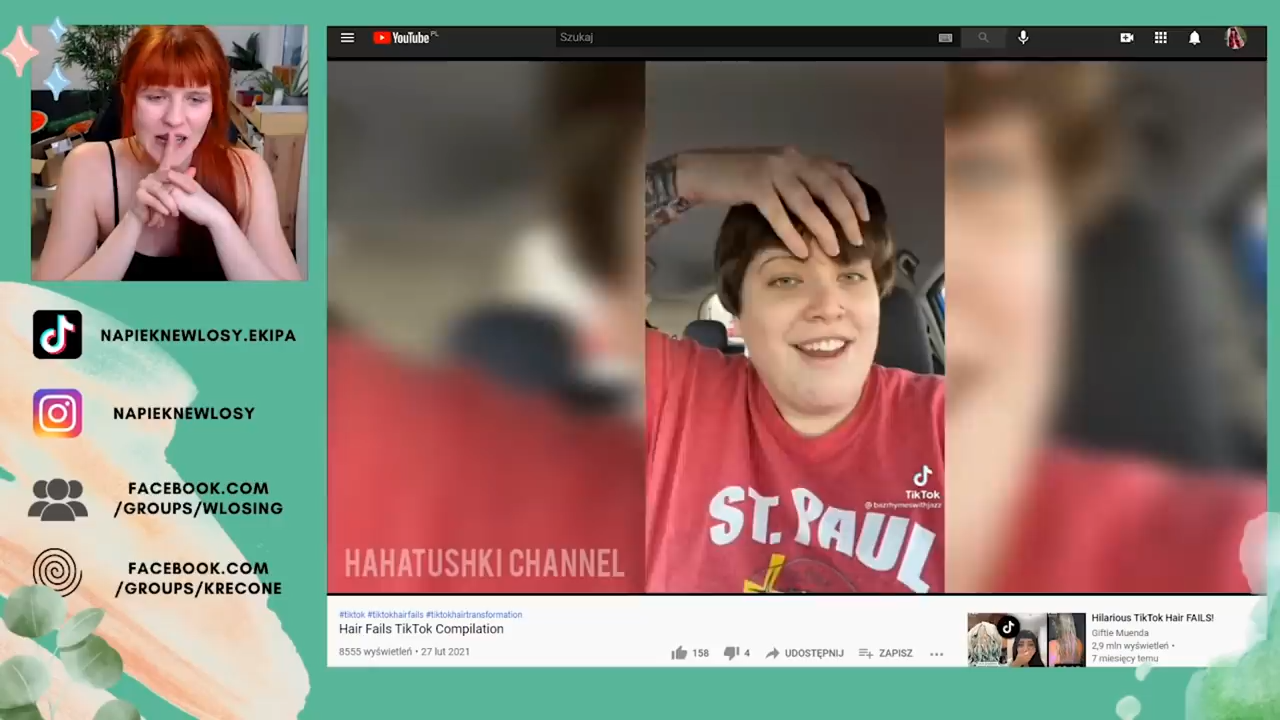 YouTube PL
Szukaj
NAPIEKNEWLOSY.EKIPA
NAPIEKNEWLOSY
FACEBOOK.COM
/GROUPS/WLOSING
FACEBOOK.COM
/GROUPS/KRECONE
ST. PAUL
TikTok
@bazrhymeswithjazz
HAHATUSHKI CHANNEL
#tiktok #tiktokhairfails #tiktokhairtransformation
Hair Fails TikTok Compilation
8555 wyświetleń • 27 lut 2021
158
4
UDOSTĘPNIJ
ZAPISZ
Hilarious TikTok Hair FAILS!
Giftie Muenda
2,9 mln wyświetleń •
7 miesięcy temu